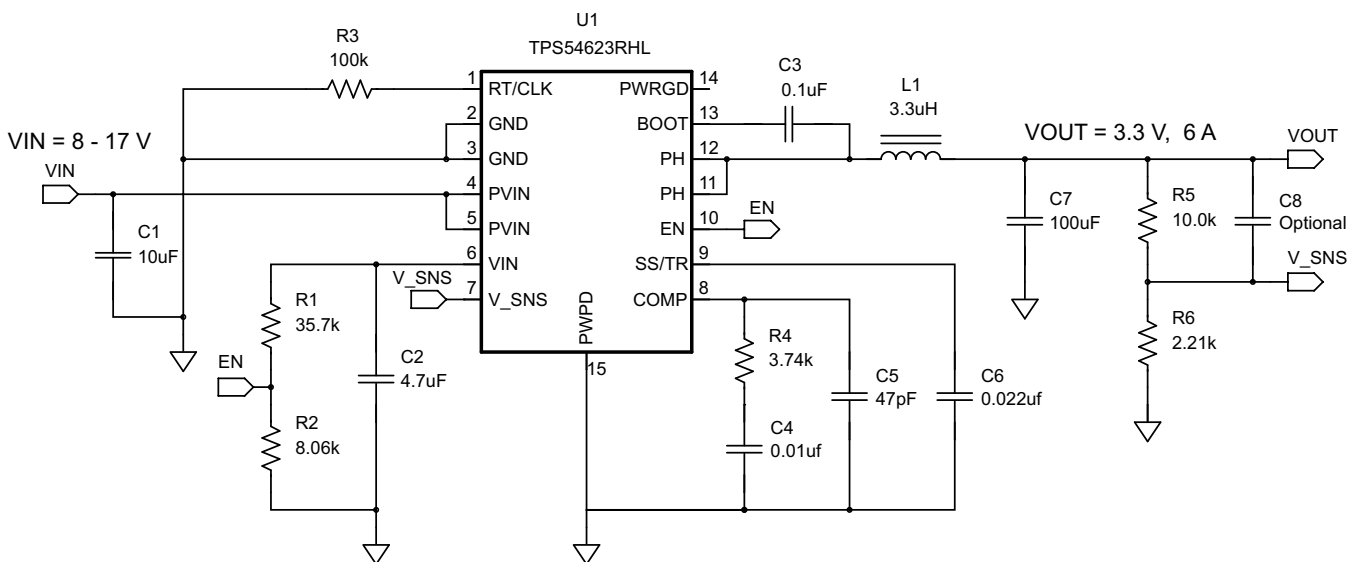 U1
TPS54623RHL
R3
100k
1
RT/CLK
2
GND
3
GND
4
PVIN
5
PVIN
6
VIN
7
V_SNS
PWPD
15
PWRGD
14
BOOT
13
PH
12
PH
11
EN
10
SS/TR
9
COMP
8
VIN = 8 - 17 V
VIN
C1
10uF
V_SNS
R1
35.7k
EN
R2
8.06k
C2
4.7uF
C3
0.1uF
L1
3.3uH
EN
R4
3.74k
C4
0.01uf
C5
47pF
C6
0.022uf
VOUT = 3.3 V, 6 A
VOUT
C7
100uF
R5
10.0k
C8
Optional
V_SNS
R6
2.21k